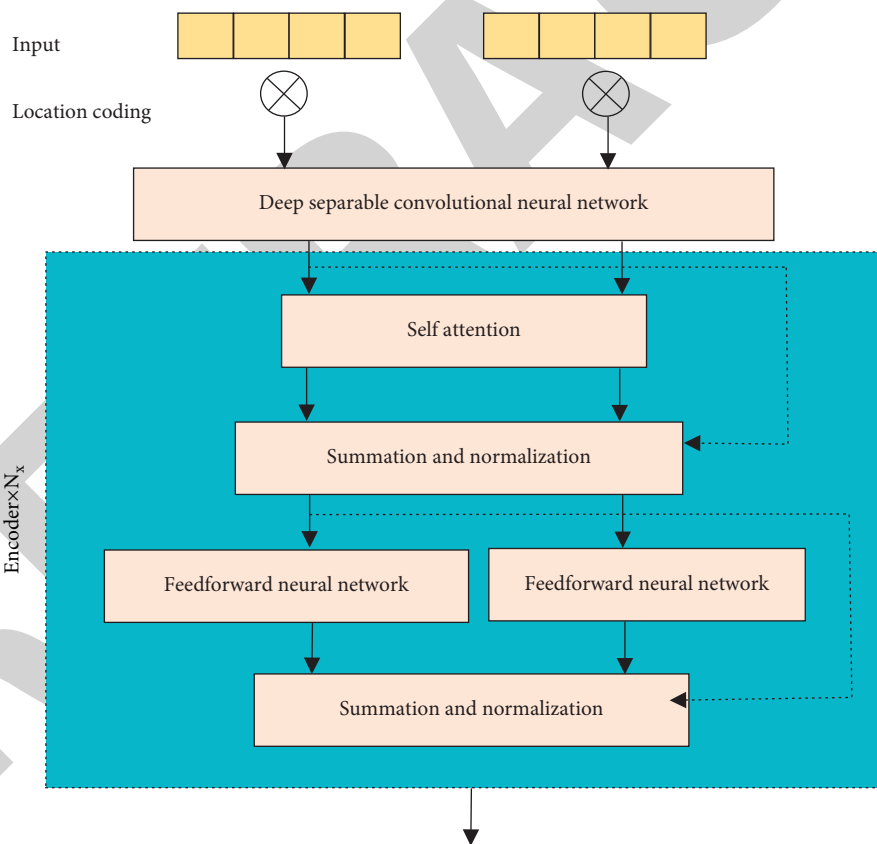 Input
Location coding
Deep separable convolutional neural network
Self attention
Summation and normalization
Encoder×Nx
Feedforward neural network
Feedforward neural network
Summation and normalization